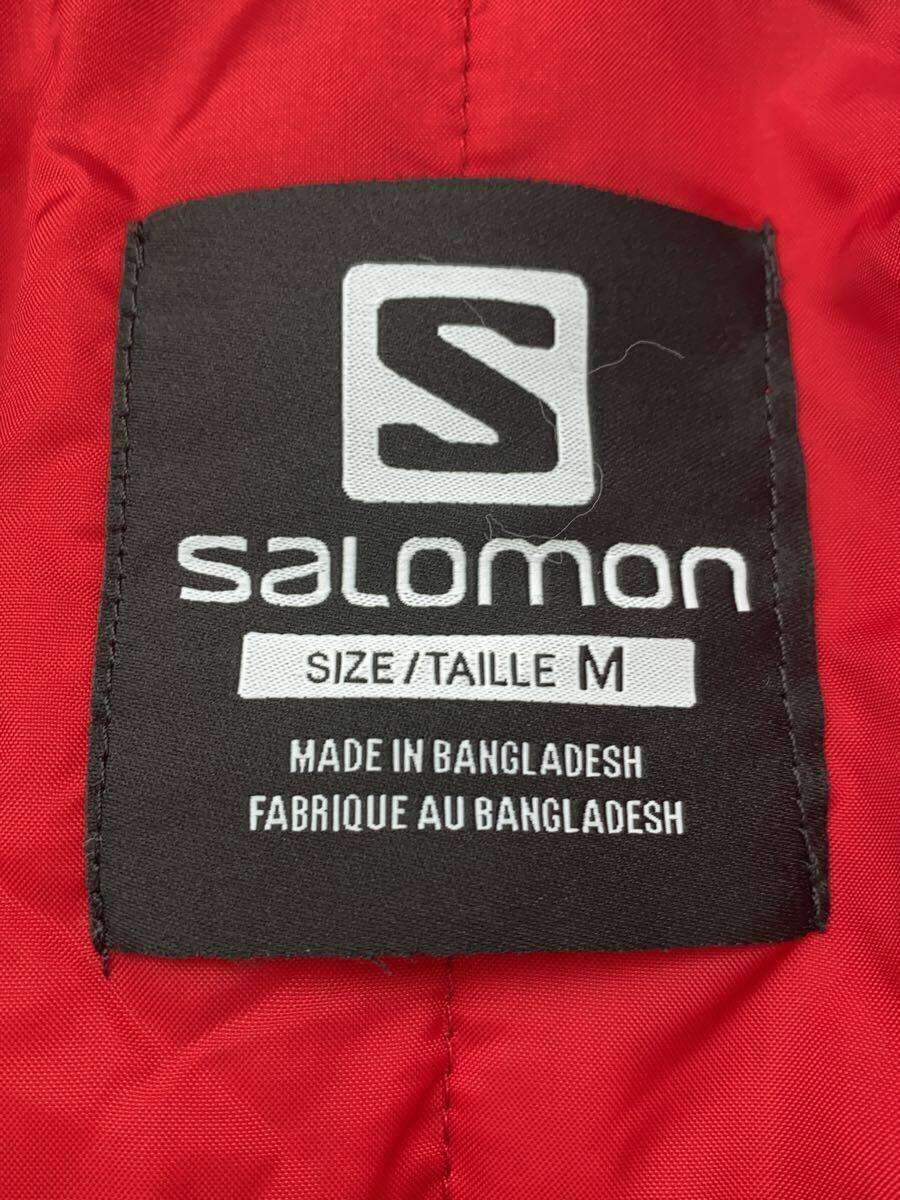 S
SALOMON
SIZE/TAILLE M
MADE IN BANGLADESH
FABRIQUE AU BANGLADESH